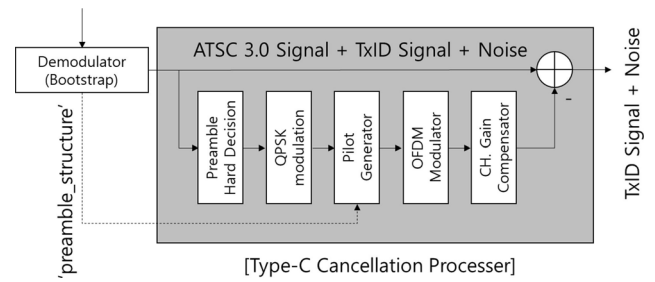 Demodulator
(Bootstrap)
ATSC 3.0 Signal + TxID Signal + Noise
Preamble
Hard Decision
QPSK
modulation
Pilot
Generator
OFDM
Modulator
CH. Gain
Compensator
-
TxID Signal + Noise
'preamble_structure'
[Type-C Cancellation Processer]